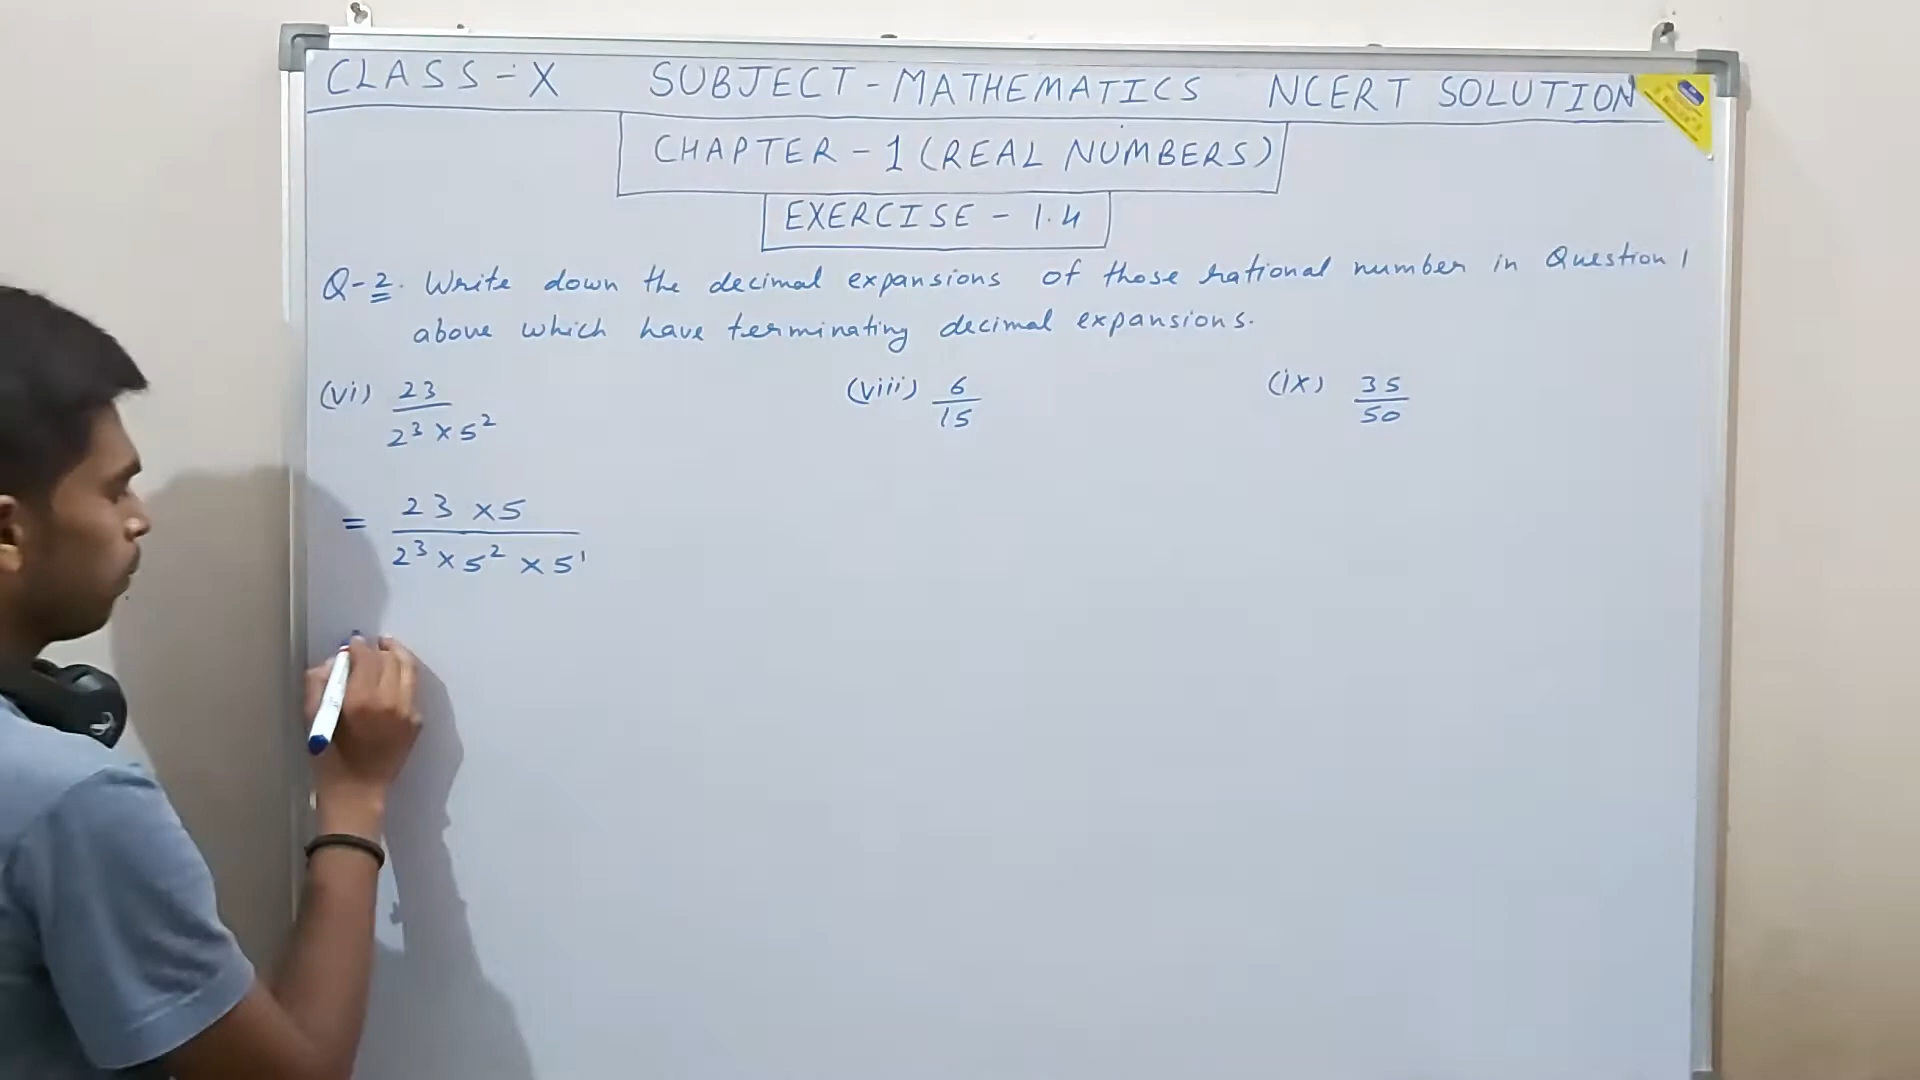 CLASS-X SUBJECT-MATHEMATICS NCERT SOLUTION
CHAPTER-1 (REAL NUMBERS)
EXERCISE-1.4
Q-2. Write down the decimal expansions of those rational number in Question 1
above which have terminating decimal expansions.
(vi) 23 / 2³ × 5² (viii) 6 / 15 (ix) 35 / 50
= 23 × 5 / 2³ × 5² × 5¹